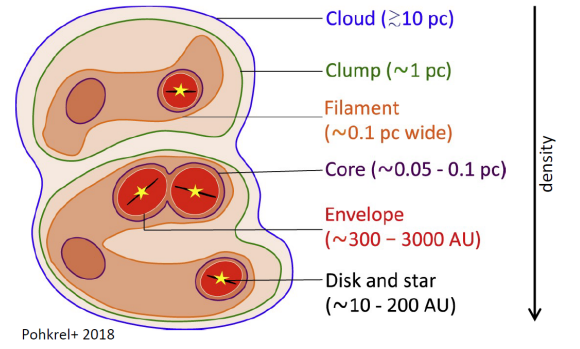 Cloud (≳10 pc)
Clump (~1 pc)
Filament
(~0.1 pc wide)
Core (~0.05 - 0.1 pc)
Envelope
(~300 – 3000 AU)
Disk and star
(~10 - 200 AU)
density
Pohkrel+ 2018